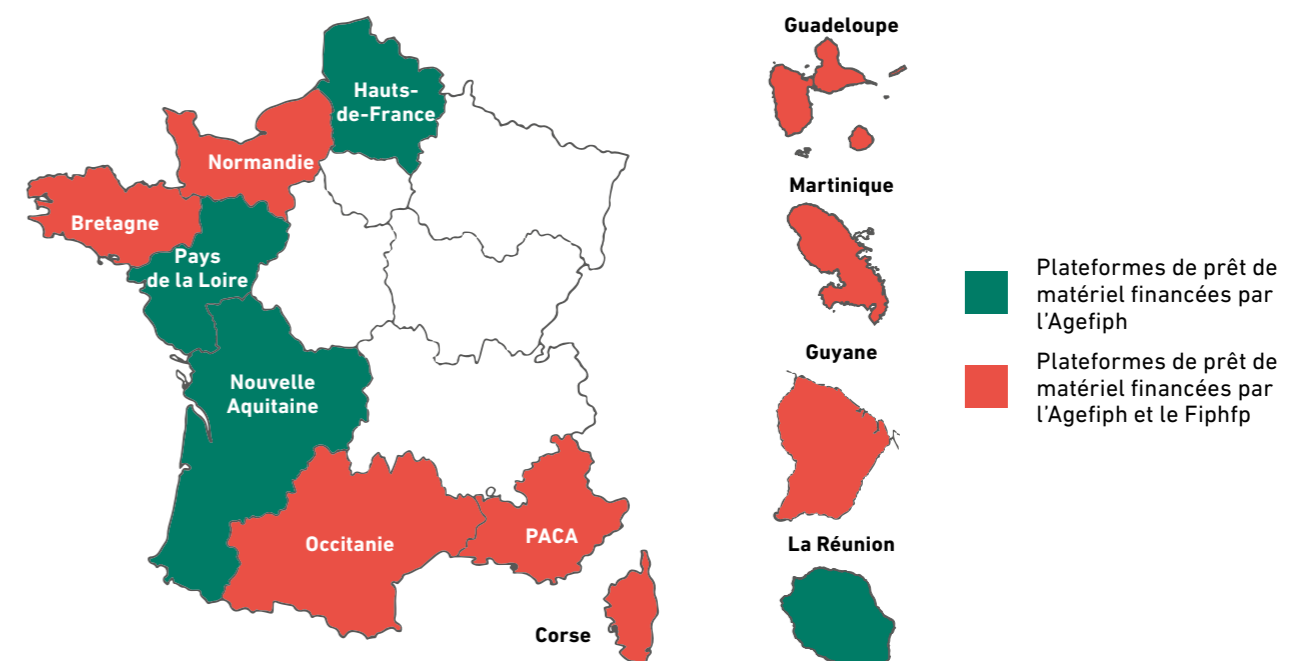 Hauts-
de-France
Normandie
Bretagne
Pays
de la Loire
Nouvelle
Aquitaine
Occitanie
PACA
Corse
Guadeloupe
Martinique
Guyane
La Réunion
Plateformes de prêt de
matériel financées par
l’Agefiph
Plateformes de prêt de
matériel financées par
l’Agefiph et le Fiphfp